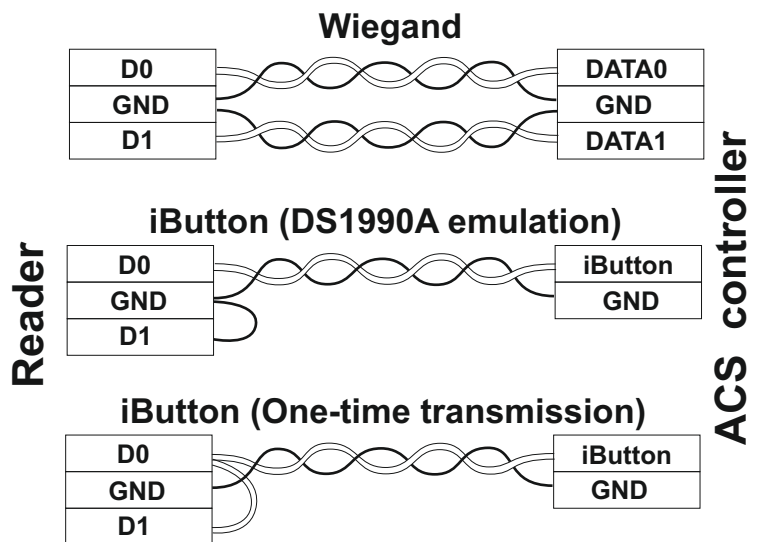 Wiegand
D0
GND
D1
DATA0
GND
DATA1
iButton (DS1990A emulation)
D0
GND
D1
iButton
GND
iButton (One-time transmission)
D0
GND
D1
iButton
GND
Reader
ACS controller